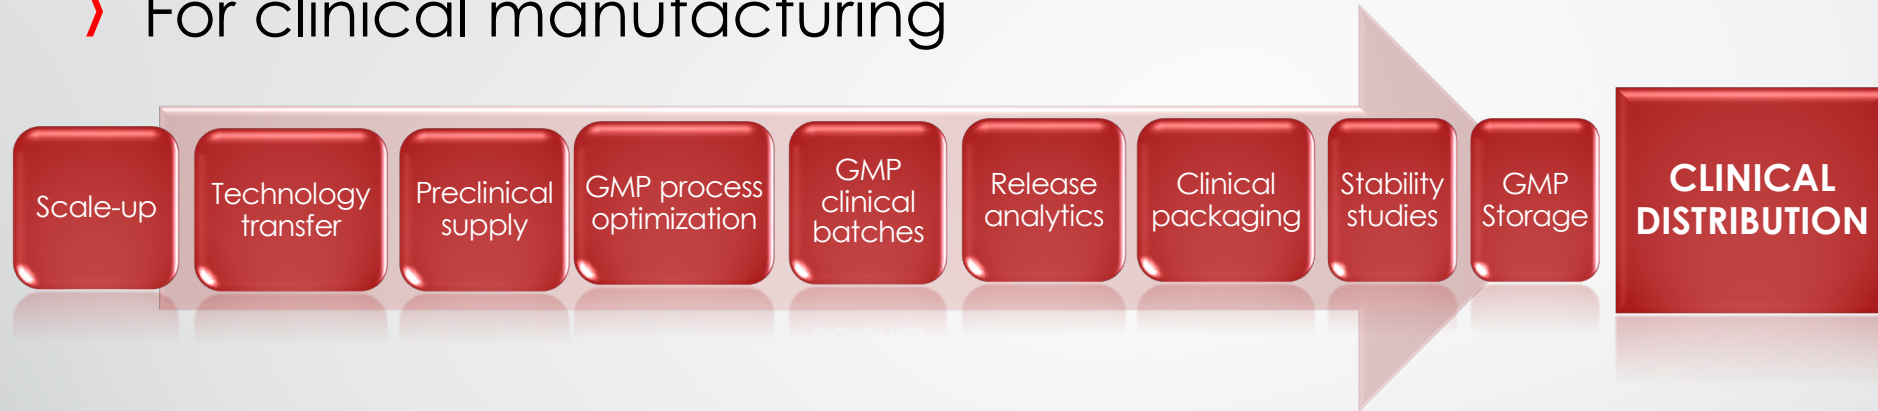 For clinical manufacturing
Scale-up
Technology
transfer
Preclinical
supply
GMP process
optimization
GMP
clinical
batches
Release
analytics
Clinical
packaging
Stability
studies
GMP
Storage
CLINICAL
DISTRIBUTION